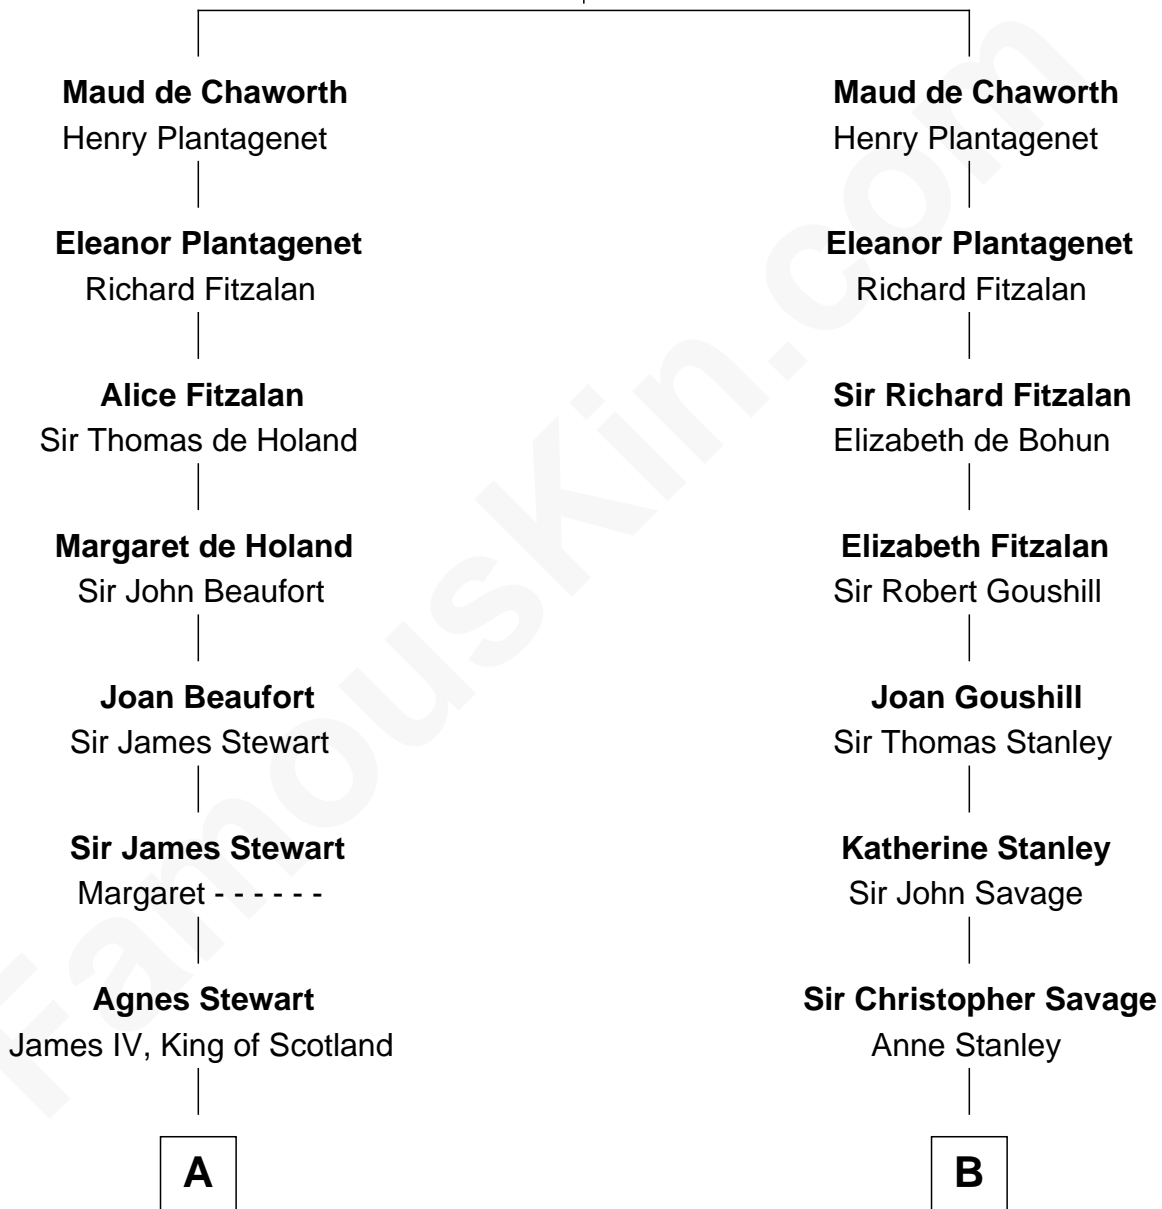 Maud de Chaworth
Henry Plantagenet
Eleanor Plantagenet
Richard Fitzalan
Alice Fitzalan
Sir Thomas de Holand
Margaret de Holand
Sir John Beaufort
Joan Beaufort
Sir James Stewart
Sir James Stewart
Margaret - - - - - -
Agnes Stewart
James IV, King of Scotland
A
Maud de Chaworth
Henry Plantagenet
Eleanor Plantagenet
Richard Fitzalan
Sir Richard Fitzalan
Elizabeth de Bohun
Elizabeth Fitzalan
Sir Robert Goushill
Joan Goushill
Sir Thomas Stanley
Katherine Stanley
Sir John Savage
Sir Christopher Savage
Anne Stanley
B
FamousKin.com